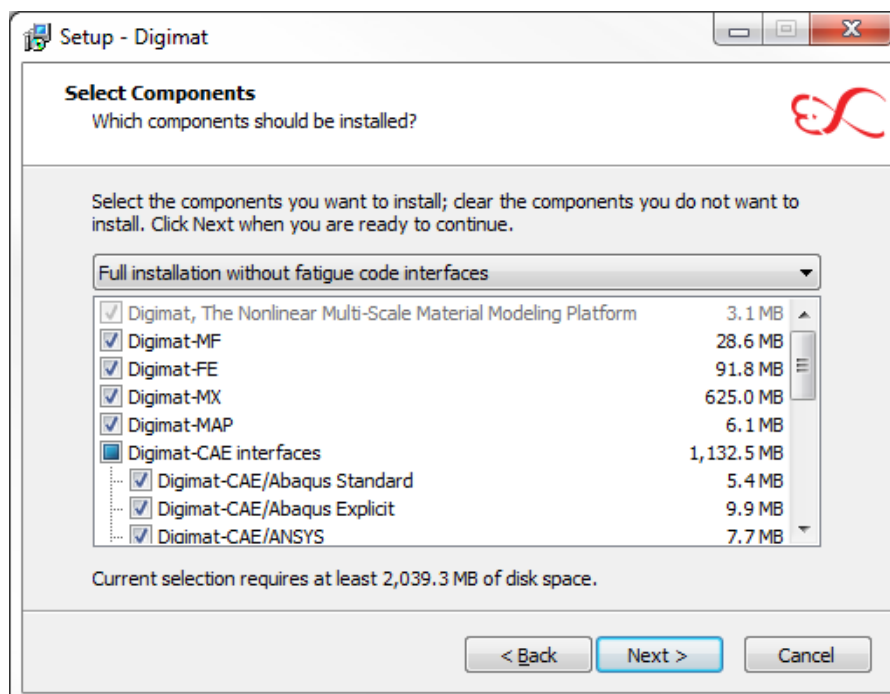 Setup - Digimat
Select Components
Which components should be installed?
Select the components you want to install; clear the components you do not want to
install. Click Next when you are ready to continue.
Full installation without fatigue code interfaces
Digimat, The Nonlinear Multi-Scale Material Modeling Platform 3.1 MB
Digimat-MF 28.6 MB
Digimat-FE 91.8 MB
Digimat-MX 625.0 MB
Digimat-MAP 6.1 MB
Digimat-CAE interfaces 1,132.5 MB
Digimat-CAE/Abaqus Standard 5.4 MB
Digimat-CAE/Abaqus Explicit 9.9 MB
Digimat-CAE/ANSYS 7.7 MB
Current selection requires at least 2,039.3 MB of disk space.
< Back Next > Cancel